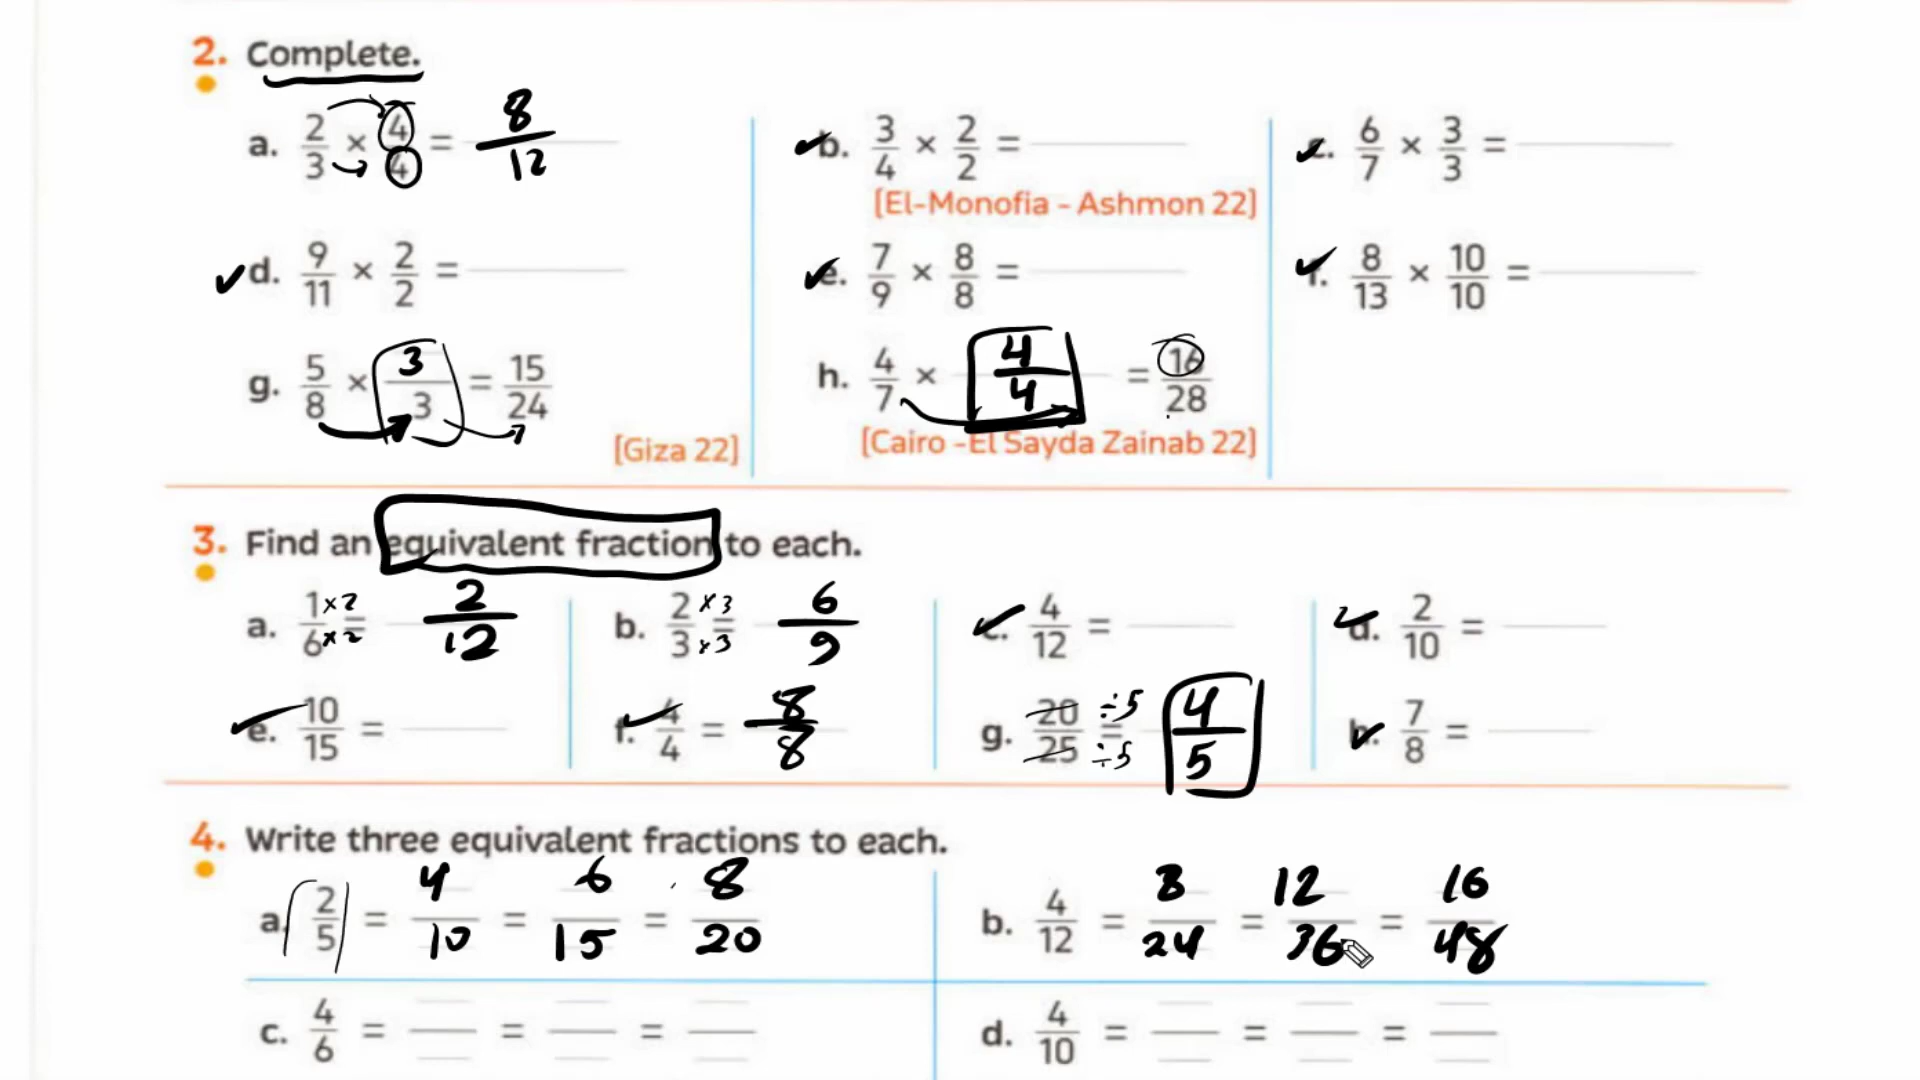 2. Complete.
a. 2/3 × 4/4 = 8/12
b. 3/4 × 2/2 =
c. 6/7 × 3/3 =
[El-Monofia - Ashmon 22]
d. 9/11 × 2/2 =
e. 7/9 × 8/8 =
f. 8/13 × 10/10 =
g. 5/8 × 3/3 = 15/24
[Giza 22]
h. 4/7 × 4/4 = 16/28
[Cairo -El Sayda Zainab 22]
3. Find an equivalent fraction to each.
a. 1/6 ×2/×2 = 2/12
b. 2/3 ×3/×3 = 6/9
c. 4/12 =
d. 2/10 =
e. 10/15 =
f. 4/4 = 8/8
g. 20/25 ÷5/÷5 = 4/5
h. 7/8 =
4. Write three equivalent fractions to each.
a. 2/5 = 4/10 = 6/15 = 8/20
b. 4/12 = 8/24 = 12/36 = 16/48
c. 4/6 = = =
d. 4/10 = = =